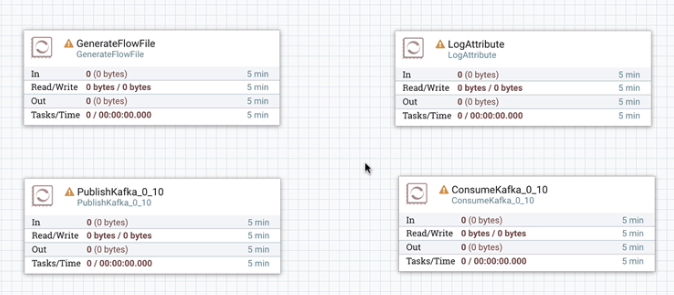 GenerateFlowFile
GenerateFlowFile
In 0 (0 bytes) 5 min
Read/Write 0 bytes / 0 bytes 5 min
Out 0 (0 bytes) 5 min
Tasks/Time 0 / 00:00:00.000 5 min
LogAttribute
LogAttribute
In 0 (0 bytes) 5 min
Read/Write 0 bytes / 0 bytes 5 min
Out 0 (0 bytes) 5 min
Tasks/Time 0 / 00:00:00.000 5 min
PublishKafka_0_10
PublishKafka_0_10
In 0 (0 bytes) 5 min
Read/Write 0 bytes / 0 bytes 5 min
Out 0 (0 bytes) 5 min
Tasks/Time 0 / 00:00:00.000 5 min
ConsumeKafka_0_10
ConsumeKafka_0_10
In 0 (0 bytes) 5 min
Read/Write 0 bytes / 0 bytes 5 min
Out 0 (0 bytes) 5 min
Tasks/Time 0 / 00:00:00.000 5 min